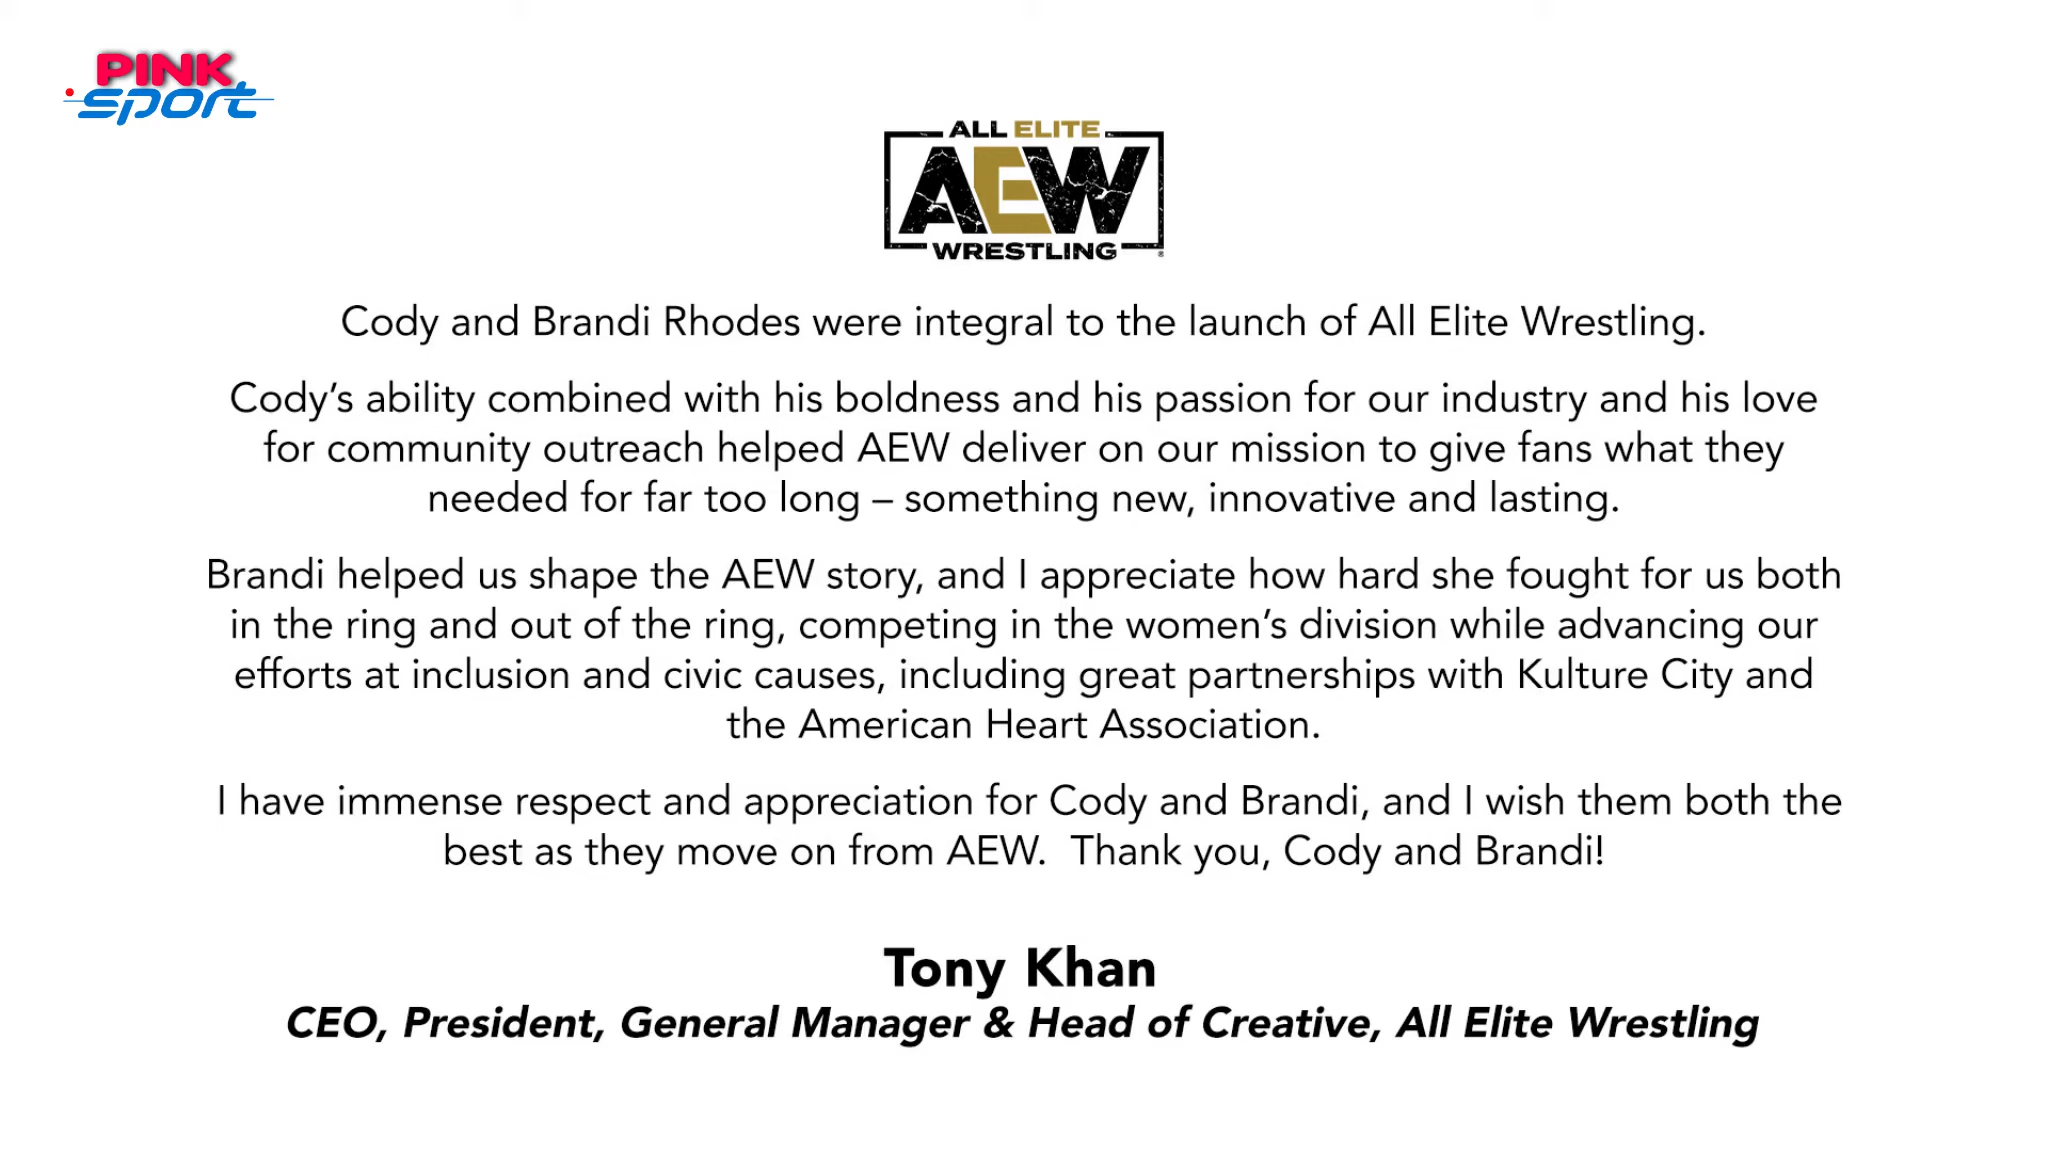 PINK
sport
ALL ELITE
AEW
WRESTLING
Cody and Brandi Rhodes were integral to the launch of All Elite Wrestling.
Cody’s ability combined with his boldness and his passion for our industry and his love
for community outreach helped AEW deliver on our mission to give fans what they
needed for far too long – something new, innovative and lasting.
Brandi helped us shape the AEW story, and I appreciate how hard she fought for us both
in the ring and out of the ring, competing in the women’s division while advancing our
efforts at inclusion and civic causes, including great partnerships with Kulture City and
the American Heart Association.
I have immense respect and appreciation for Cody and Brandi, and I wish them both the
best as they move on from AEW.  Thank you, Cody and Brandi!
Tony Khan
CEO, President, General Manager & Head of Creative, All Elite Wrestling